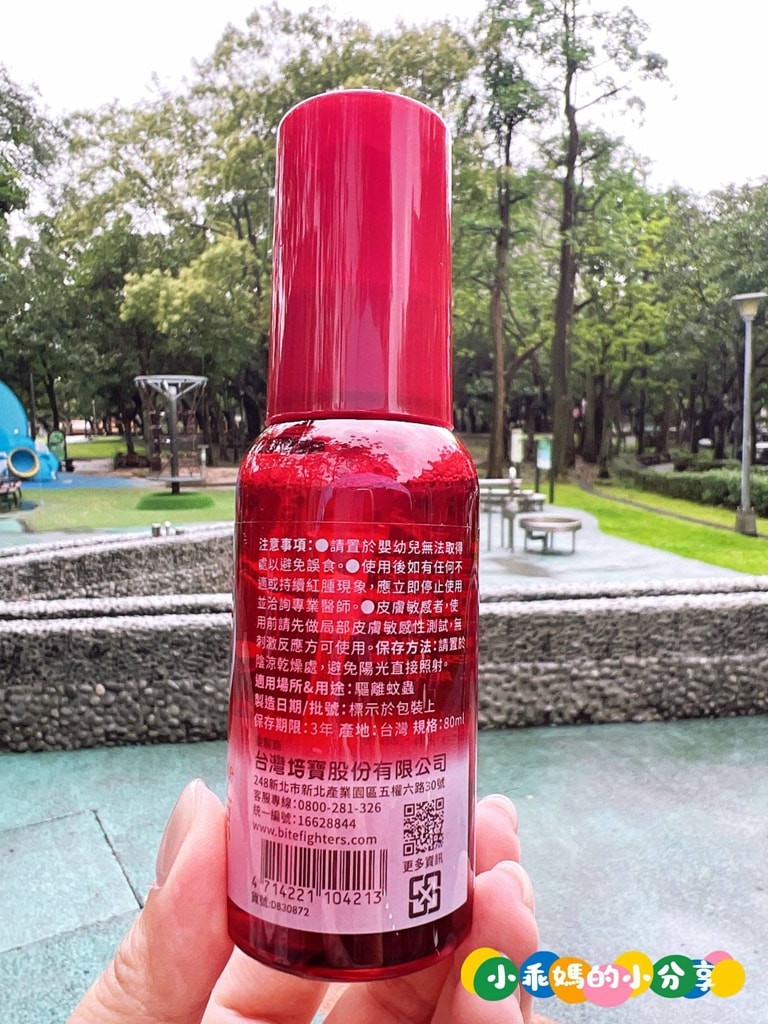 注意事項:●請置於嬰幼兒無法取得
處以避免誤食。●使用後如有任何不
適或持續紅腫現象,應立即停止使用
並洽詢專業醫師。●皮膚敏感者,使
用前請先做局部皮膚敏感性測試,無
刺激反應方可使用。保存方法:請置於
陰涼乾燥處,避免陽光直接照射。
適用場所&用途:驅離蚊蟲
製造日期/批號:標示於包裝上
保存期限:3年 產地:台灣 規格:80ml
台灣培寶股份有限公司
248新北市新北產業園區五權六路30號
客服專線:0800-281-326
統一編號:16628844
www.bitefighters.com
更多資訊
4 714221 104213
貨號:DB30872
小乖媽的小分享